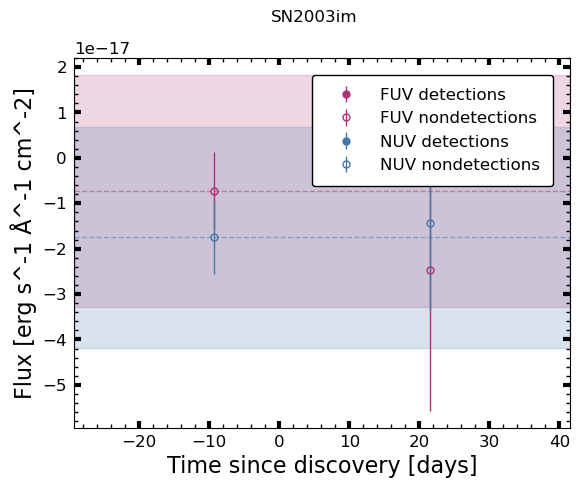 SN2003im
1e−17
Flux [erg s^-1 Å^-1 cm^-2]
2
1
0
−1
−2
−3
−4
−5
FUV detections
FUV nondetections
NUV detections
NUV nondetections
−20 −10 0 10 20 30 40
Time since discovery [days]